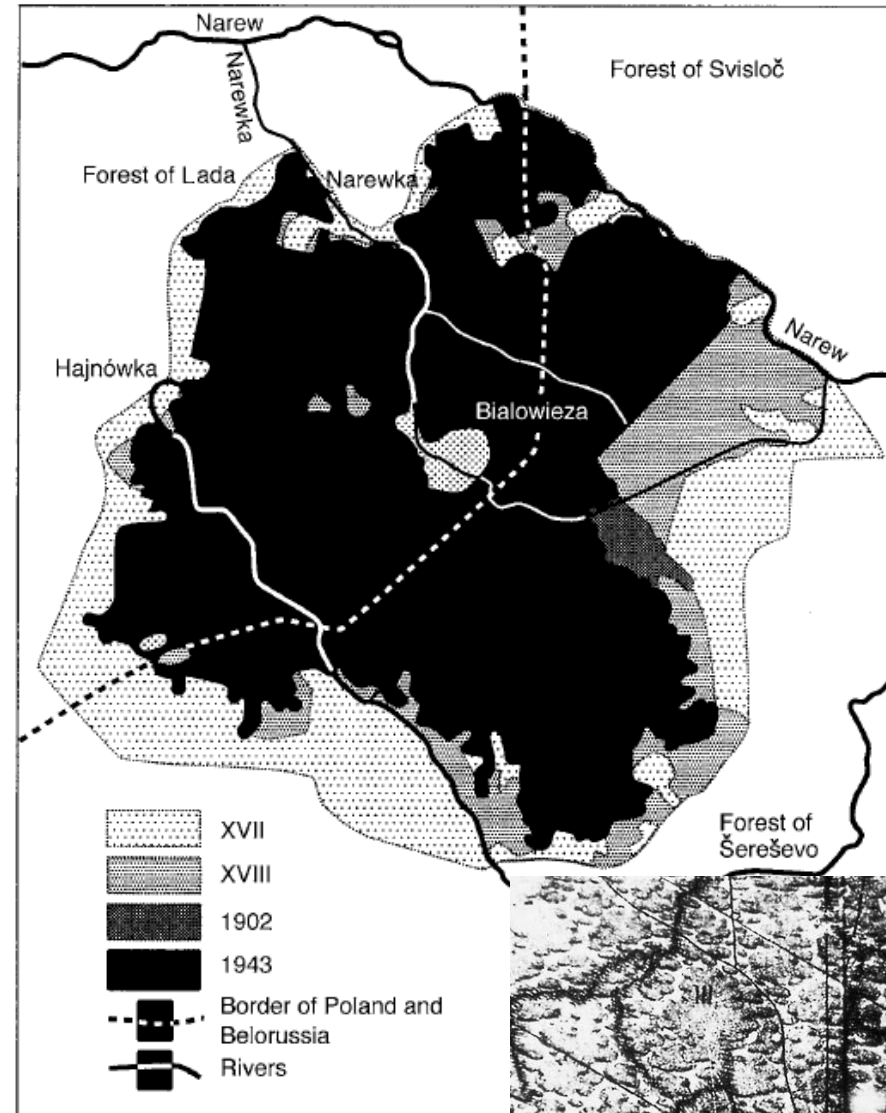 Narew
Narewka
Forest of Svisloč
Forest of Lada
Narewka
Narew
Hajnówka
Bialowieza
XVII
XVIII
1902
1943
Border of Poland and
Belorussia
Rivers
Forest of
Šereševo